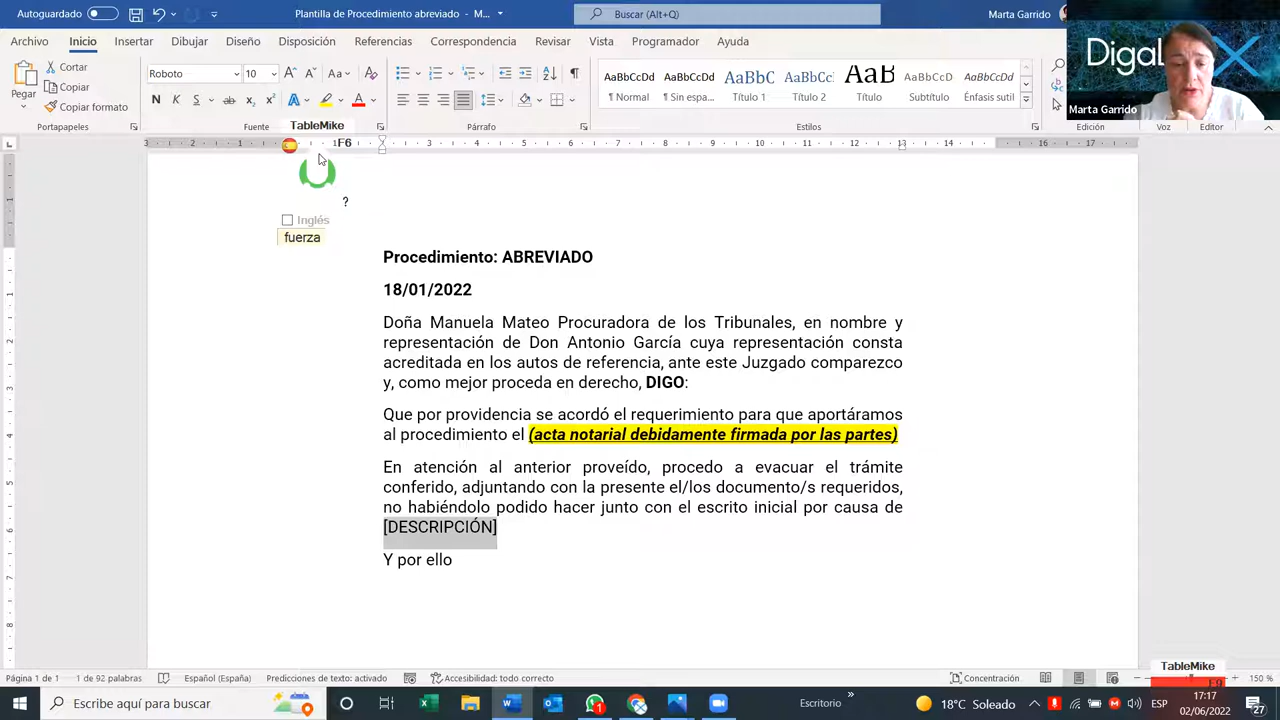 Autoguardado
Plantilla de Procedimiento abreviado - M...
Buscar (Alt+Q)
Marta Garrido
Archivo Inicio Insertar Dibujar Diseño Disposición Referencias Correspondencia Revisar Vista Programador Ayuda
Pegar
Cortar
Copiar
Copiar formato
Roboto 10
N K S
AaBbCcDd AaBbCcDd AaBbC AaBbCc AaB AaBbCcD AaBbCcDd
¶ Normal ¶ Sin espa... Título 1 Título 2 Título Subtítulo Énfasis sutil
Portapapeles Fuente Párrafo Estilos Edición Voz Editor
Marta Garrido
TableMike
F6
?
Inglés
fuerza
Procedimiento: ABREVIADO
18/01/2022
Doña Manuela Mateo Procuradora de los Tribunales, en nombre y
representación de Don Antonio García cuya representación consta
acreditada en los autos de referencia, ante este Juzgado comparezco
y, como mejor proceda en derecho, DIGO:
Que por providencia se acordó el requerimiento para que aportáramos
al procedimiento el (acta notarial debidamente firmada por las partes)
En atención al anterior proveído, procedo a evacuar el trámite
conferido, adjuntando con la presente el/los documento/s requeridos,
no habiéndolo podido hacer junto con el escrito inicial por causa de
[DESCRIPCIÓN]
Y por ello
TableMike
F9
Página 1 de 1 1 de 92 palabras Español (España) Predicciones de texto: activado Accesibilidad: todo correcto Concentración 150 %
Escribe aquí para buscar
Escritorio
18°C Soleado
ESP
17:17
02/06/2022
27